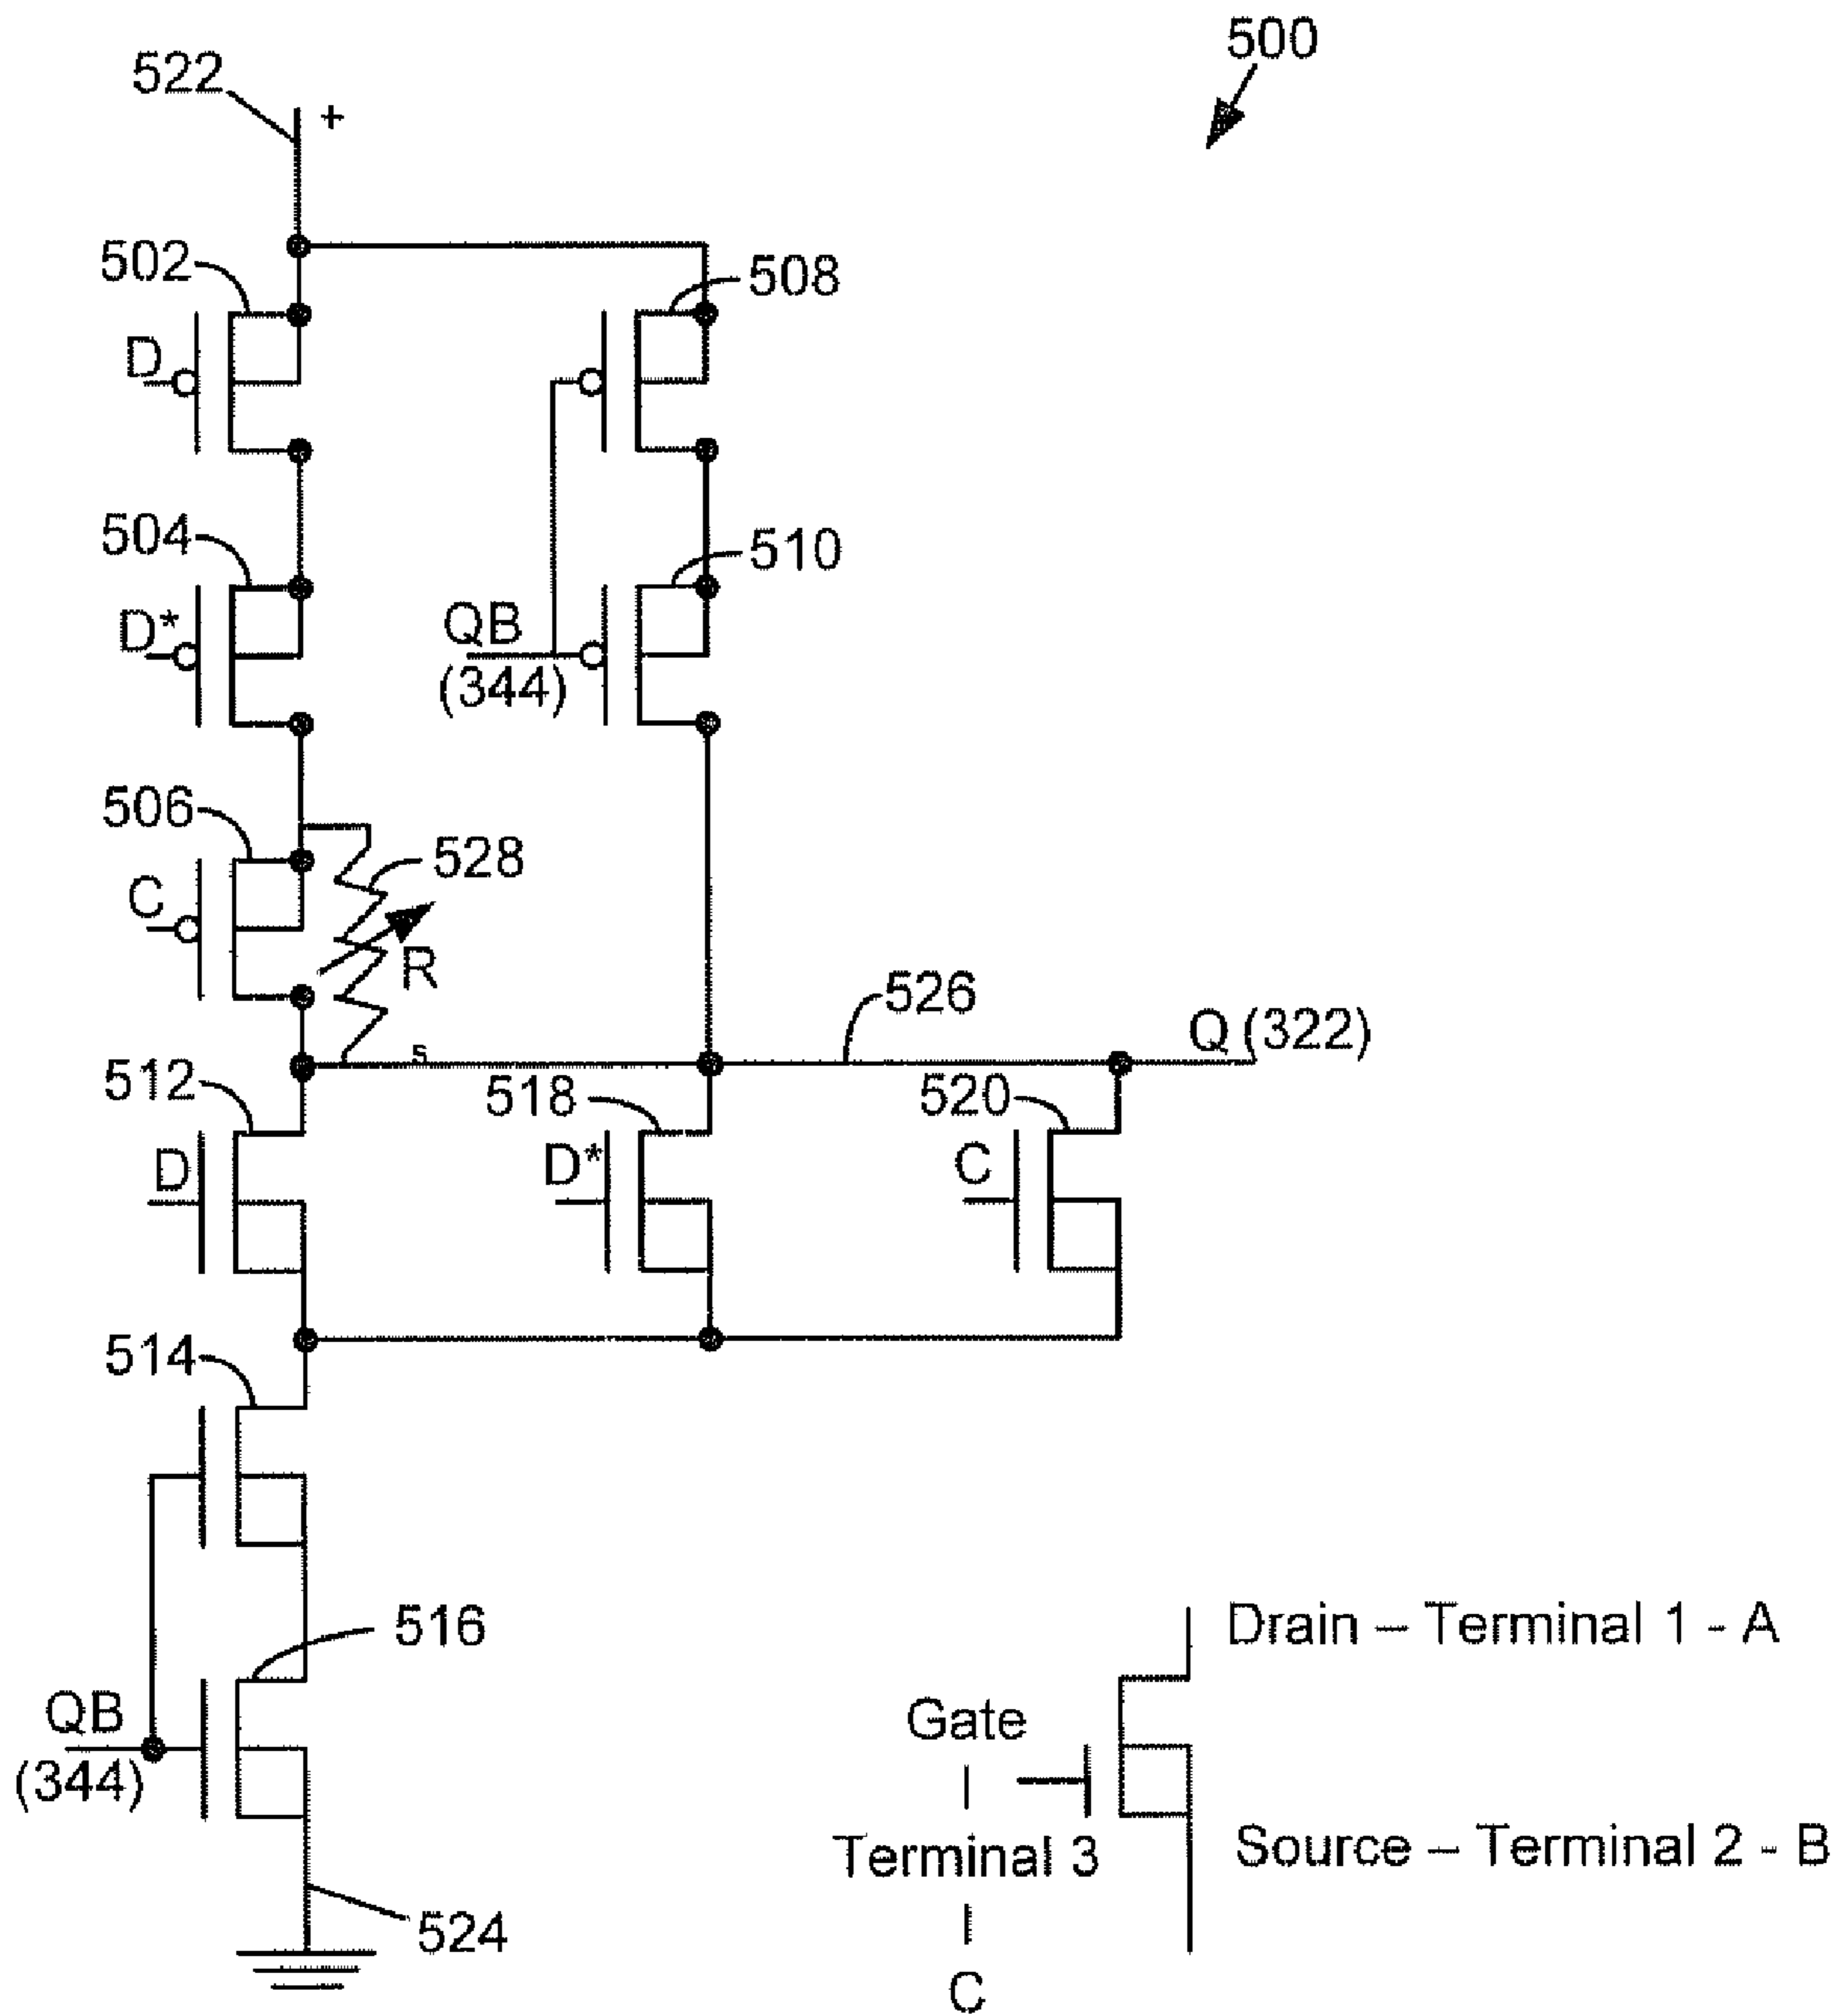 500
522
+
502
508
D
504
510
D*
QB
(344)
506
528
C
R
526
Q (322)
s
512
518
520
D
D*
C
514
516
QB
(344)
524
Drain – Terminal 1 - A
Gate
–
Terminal 3
–
C
Source – Terminal 2 - B